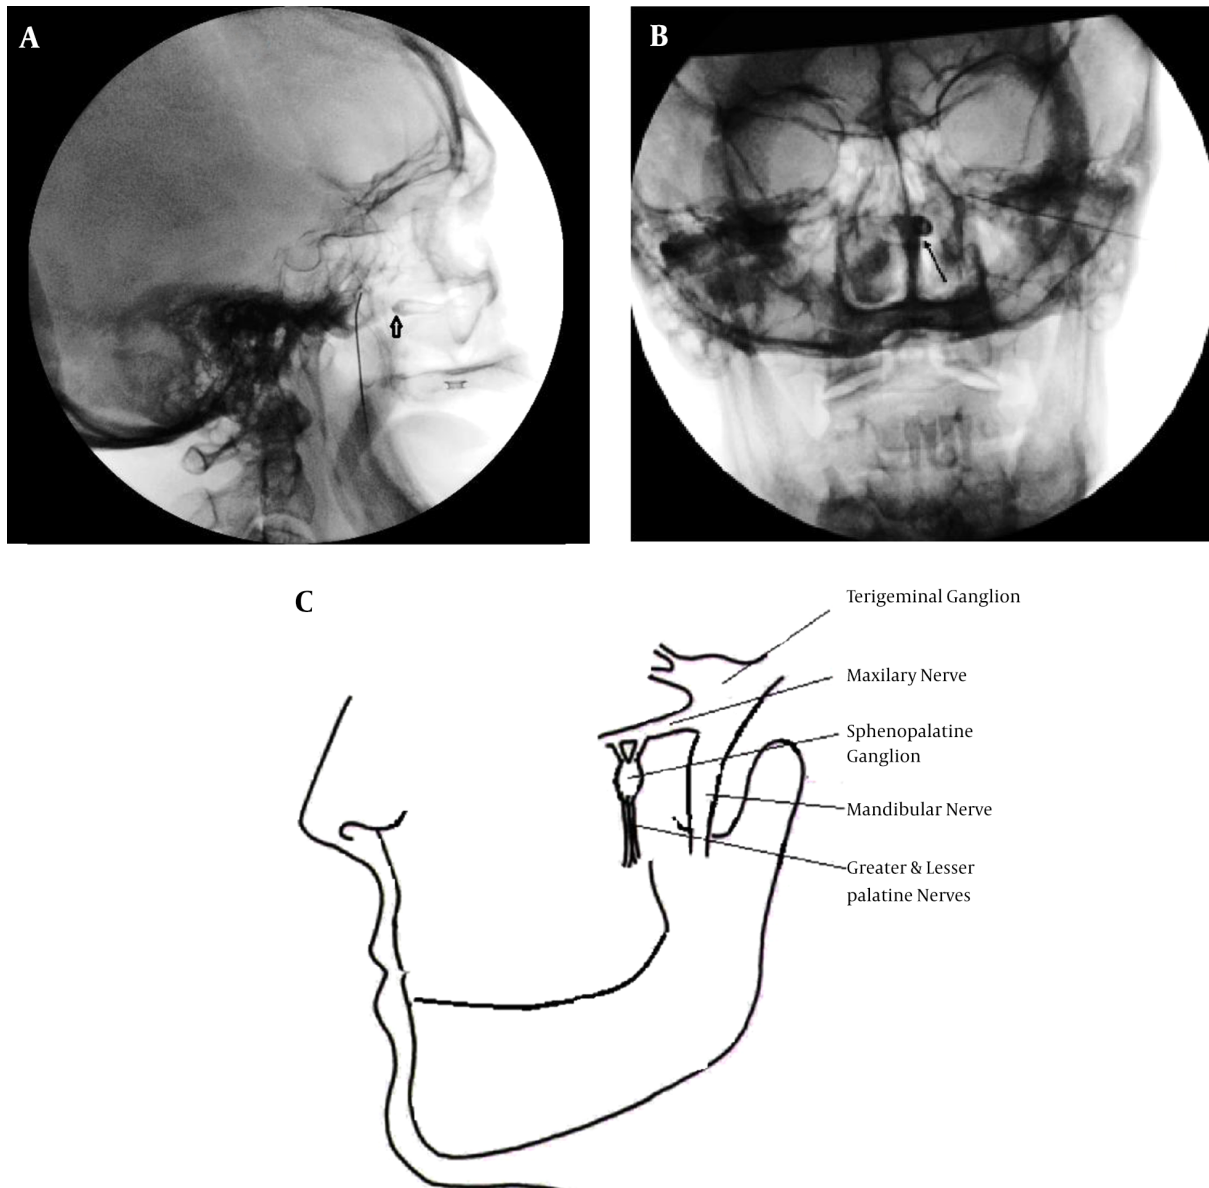 A
B
C
Terigeminal Ganglion
Maxilary Nerve
Sphenopalatine
Ganglion
Mandibular Nerve
Greater & Lesser
palatine Nerves